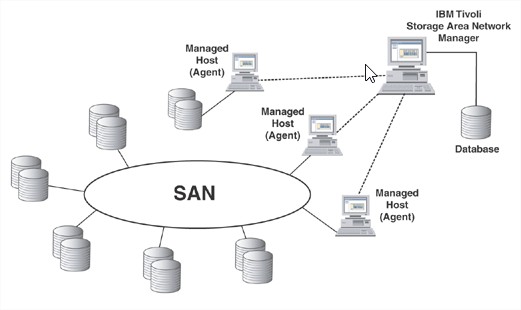 IBM Tivoli
Storage Area Network
Manager
Managed
Host
(Agent)
Managed
Host
(Agent)
Database
SAN
Managed
Host
(Agent)